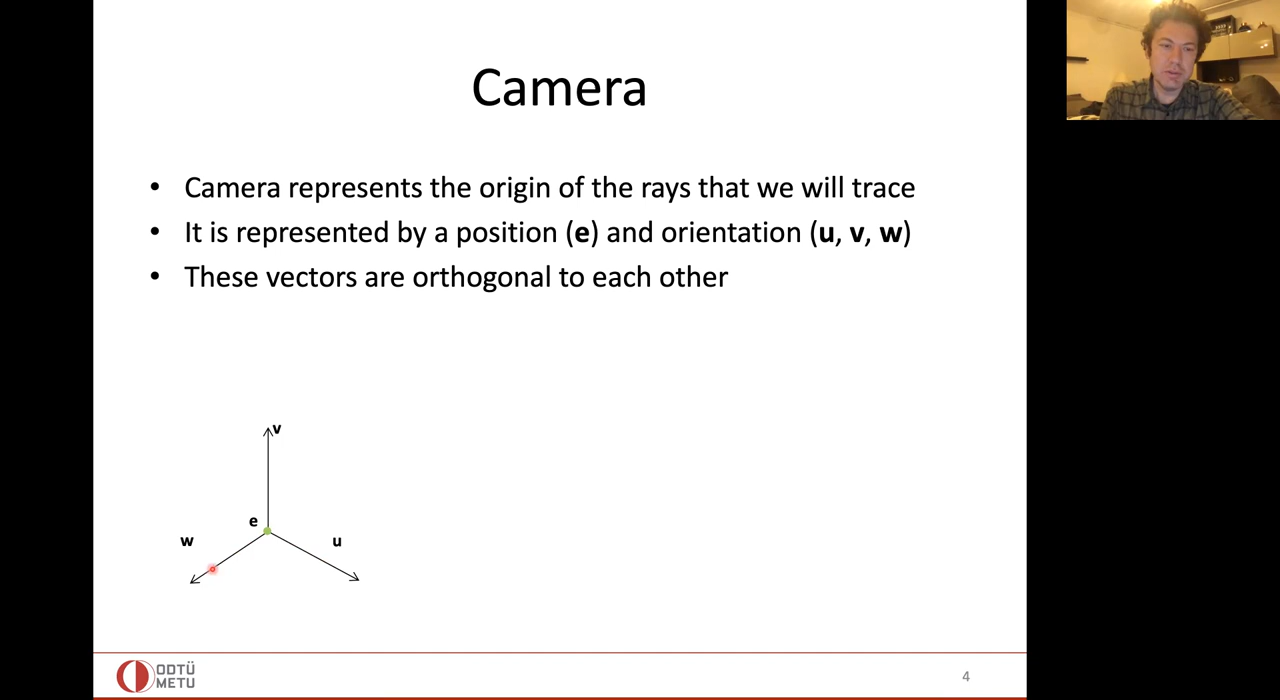 Camera
• Camera represents the origin of the rays that we will trace
• It is represented by a position (e) and orientation (u, v, w)
• These vectors are orthogonal to each other
v
e
w
u
ODTÜ
METU
4